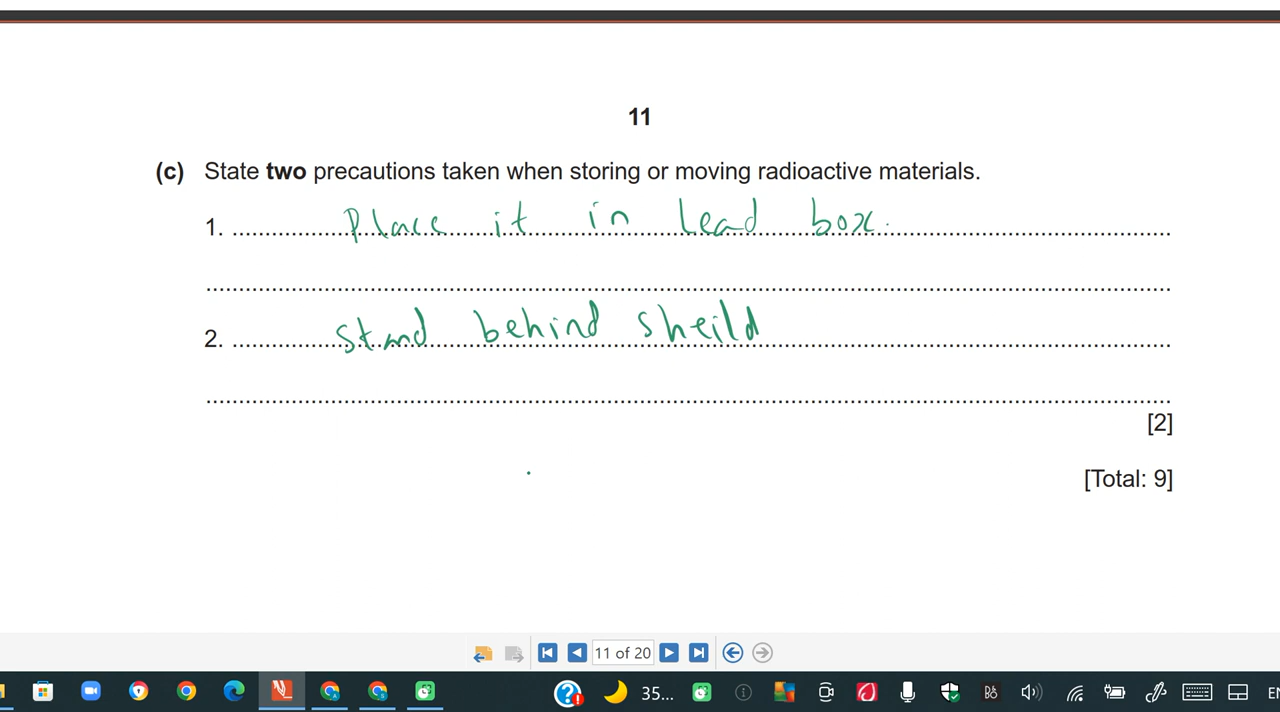 11
(c) State two precautions taken when storing or moving radioactive materials.
1. Place it in Lead box.
2. stand behind sheild
[2]
[Total: 9]
11 of 20
35...
EN